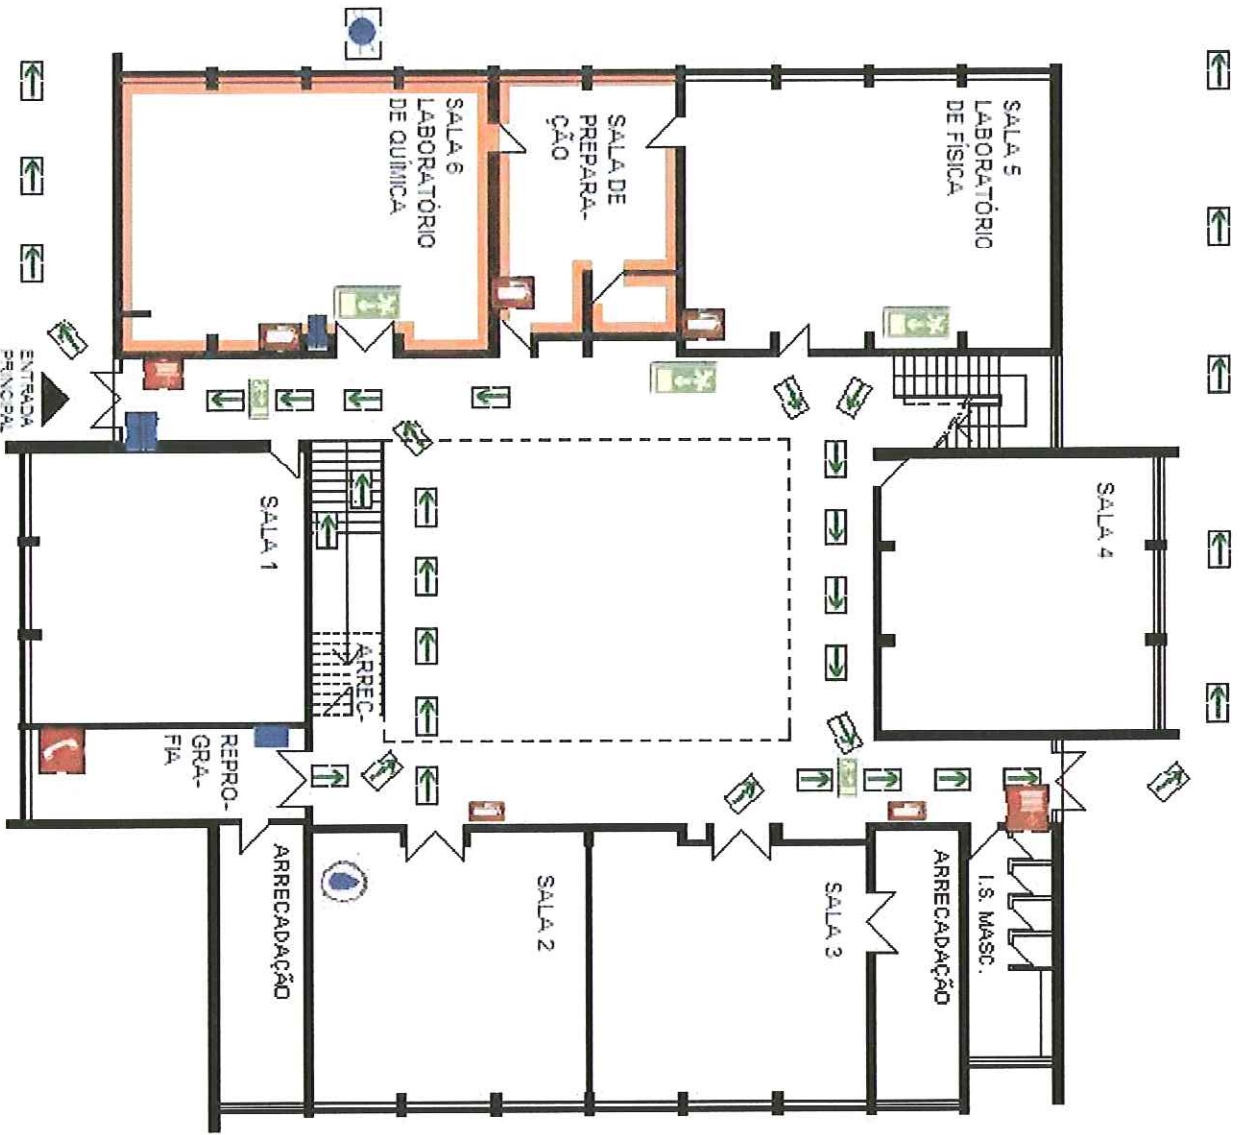 SALA 5
LABORATÓRIO
DE FÍSICA
SALA 4
SALA DE
PREPARA-
ÇÃO
SALA 6
LABORATÓRIO
DE QUÍMICA
ENTRADA
PRINCIPAL
SALA 1
ARREC-
REPRO-
GRA-
FIA
ARRECADAÇÃO
SALA 2
SALA 3
ARRECADAÇÃO
I.S. MASC.